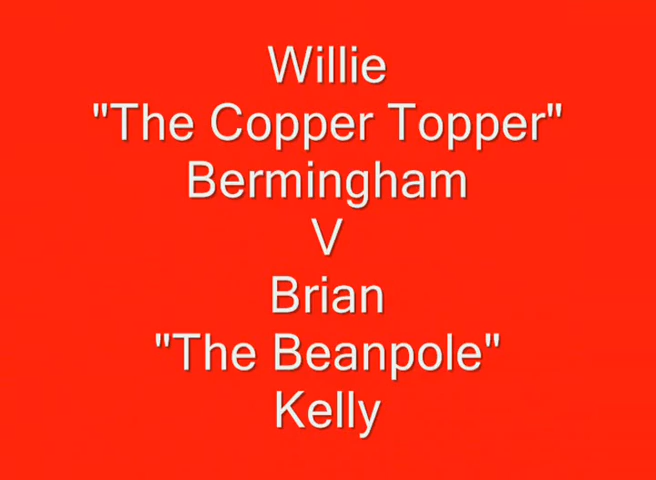 Willie
"The Copper Topper"
Bermingham
V
Brian
"The Beanpole"
Kelly